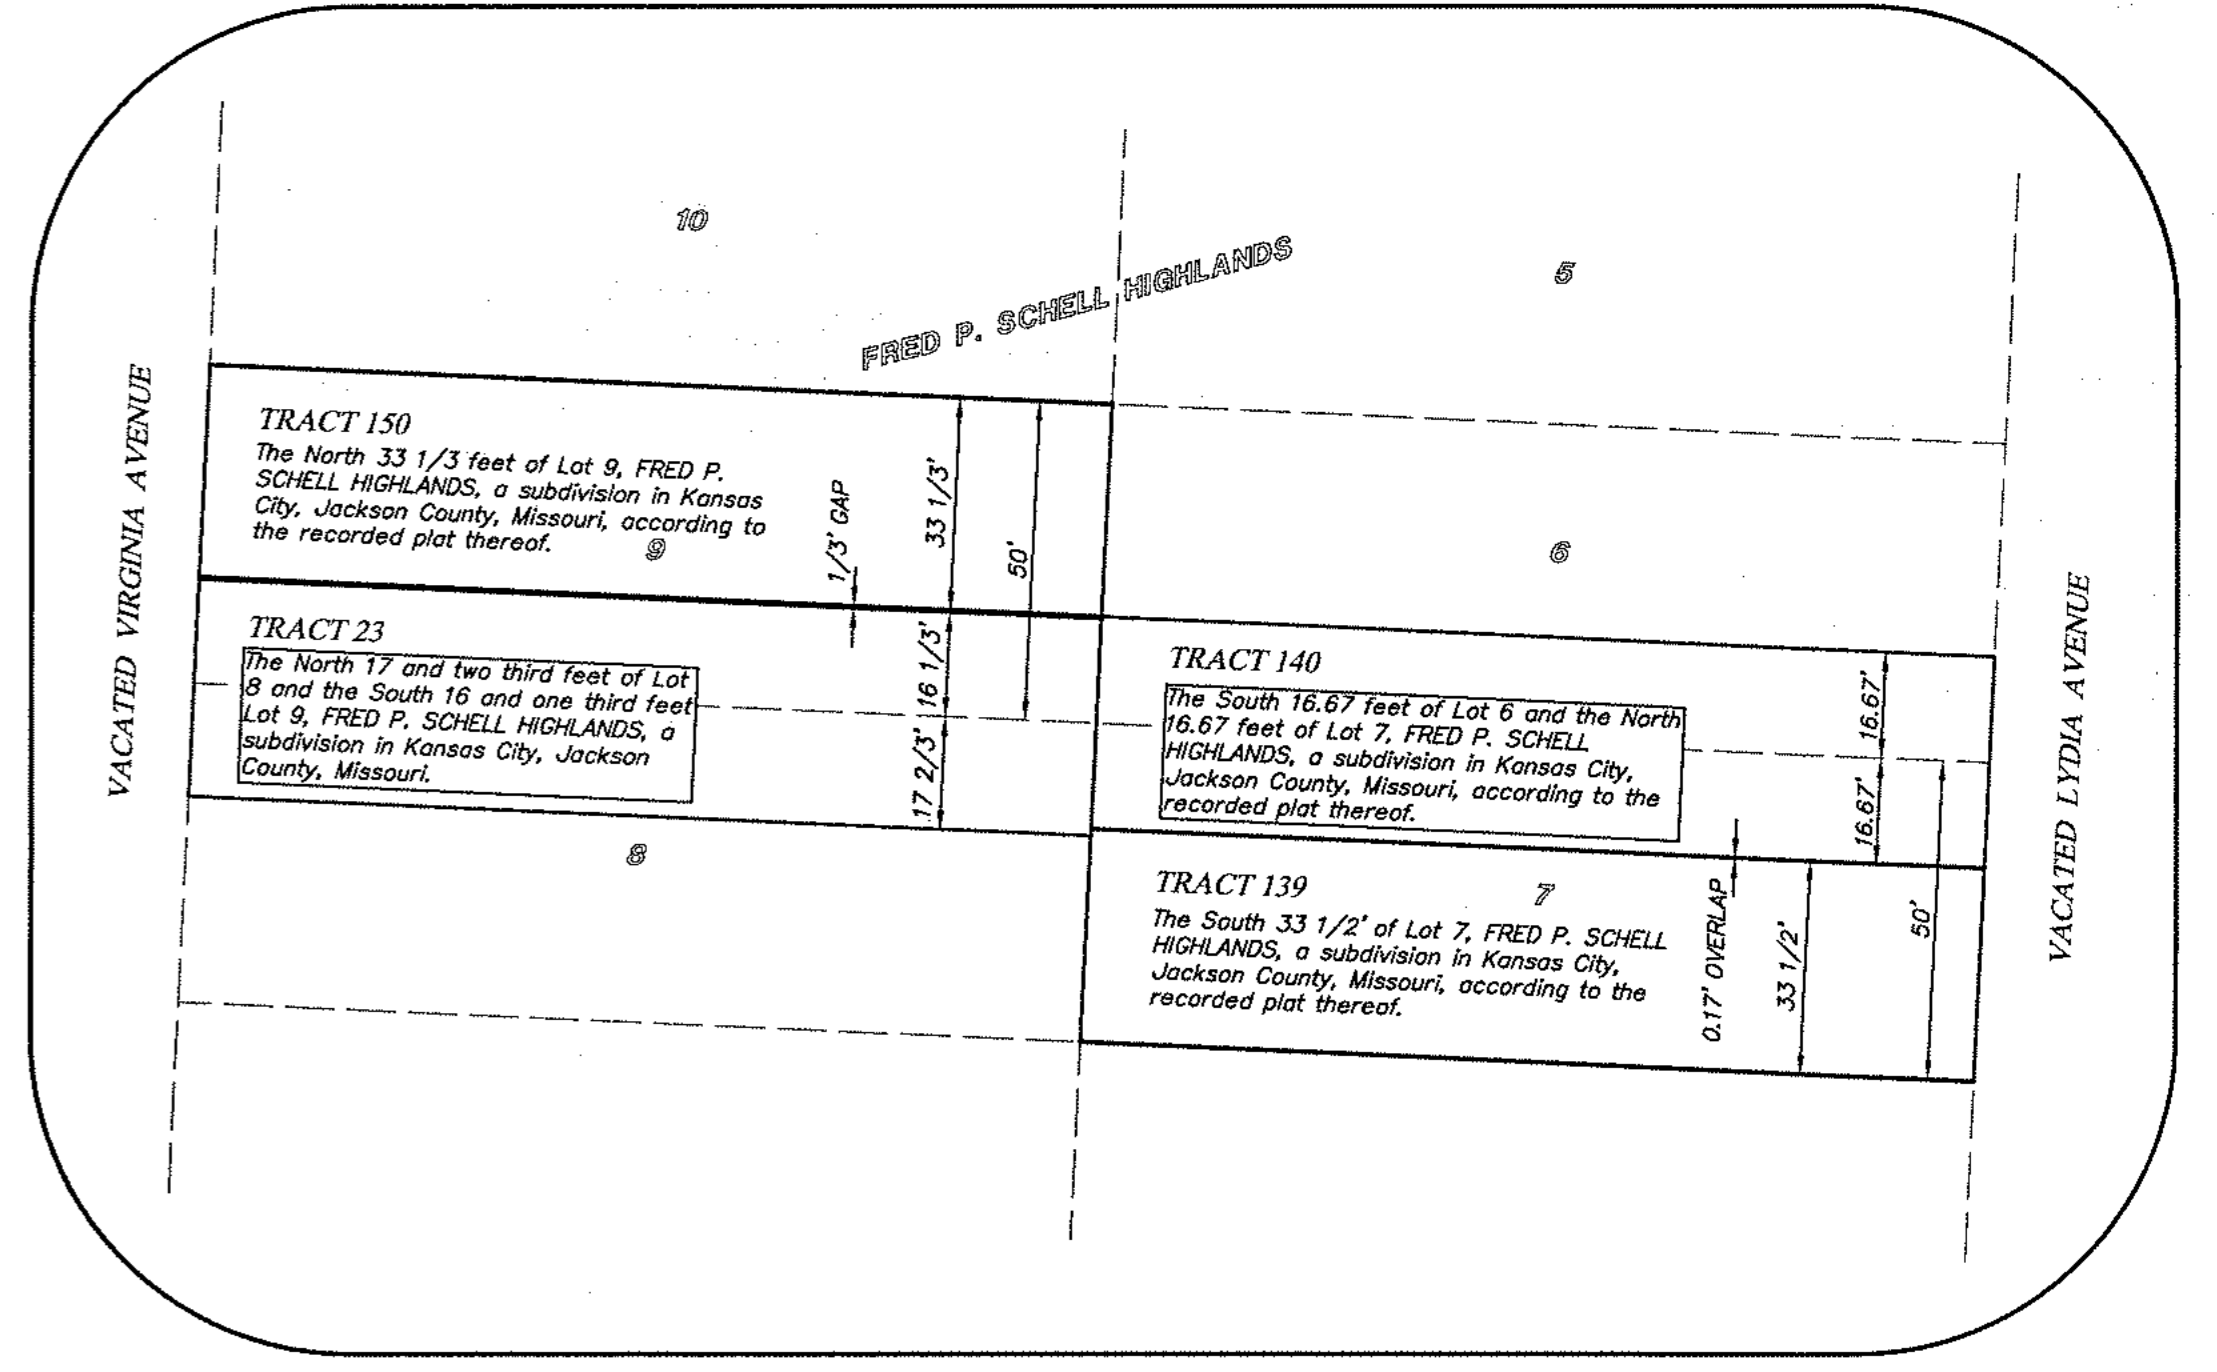 10
5
FRED P. SCHELL HIGHLANDS
VACATED VIRGINIA AVENUE
TRACT 150
The North 33 1/3 feet of Lot 9, FRED P.
SCHELL HIGHLANDS, a subdivision in Kansas
City, Jackson County, Missouri, according to
the recorded plat thereof.
9
1/3' GAP
33 1/3'
50'
6
TRACT 23
The North 17 and two third feet of Lot
8 and the South 16 and one third feet
Lot 9, FRED P. SCHELL HIGHLANDS, a
subdivision in Kansas City, Jackson
County, Missouri.
16 1/3'
17 2/3'
8
TRACT 140
The South 16.67 feet of Lot 6 and the North
16.67 feet of Lot 7, FRED P. SCHELL
HIGHLANDS, a subdivision in Kansas City,
Jackson County, Missouri, according to the
recorded plat thereof.
16.67'
16.67'
TRACT 139
7
The South 33 1/2' of Lot 7, FRED P. SCHELL
HIGHLANDS, a subdivision in Kansas City,
Jackson County, Missouri, according to the
recorded plat thereof.
0.17' OVERLAP
33 1/2'
50'
VACATED LYDIA AVENUE